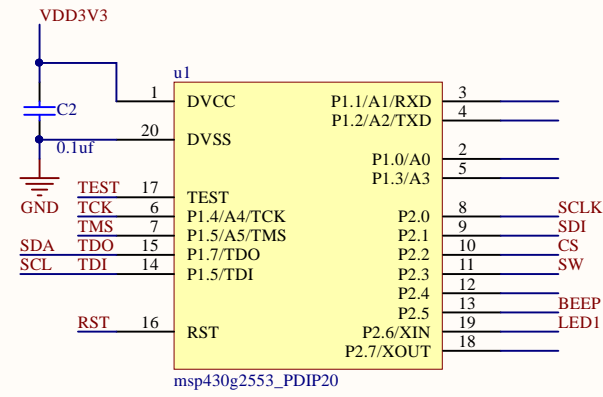 VDD3V3
u1
1 DVCC P1.1/A1/RXD 3
P1.2/A2/TXD 4
C2
20 DVSS
0.1uf
P1.0/A0 2
P1.3/A3 5
TEST 17 TEST
GND TCK 6 P1.4/A4/TCK P2.0 8 SCLK
TMS 7 P1.5/A5/TMS P2.1 9 SDI
SDA TDO 15 P1.7/TDO P2.2 10 CS
SCL TDI 14 P1.5/TDI P2.3 11 SW
P2.4 12
P2.5 13 BEEP
RST 16 RST P2.6/XIN 19 LED1
P2.7/XOUT 18
msp430g2553_PDIP20